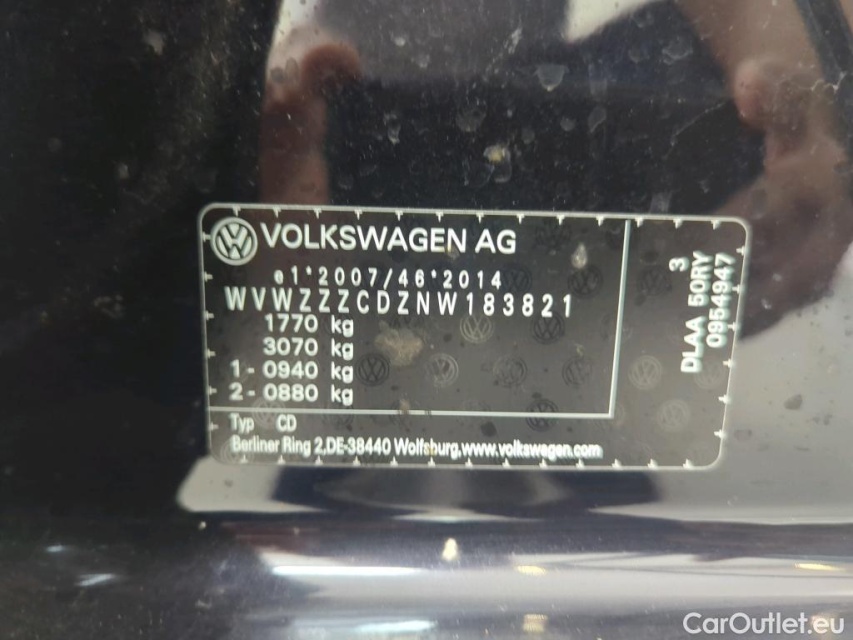 VOLKSWAGEN AG
e1*2007/46*2014
WVWZZZCDZNW183821
1770 kg
3070 kg
1 - 0940 kg
2 - 0880 kg
Typ CD
Berliner Ring 2,DE-38440 Wolfsburg,www.volkswagen.com
3
DLAA 50RY
0954947
CarOutlet.eu